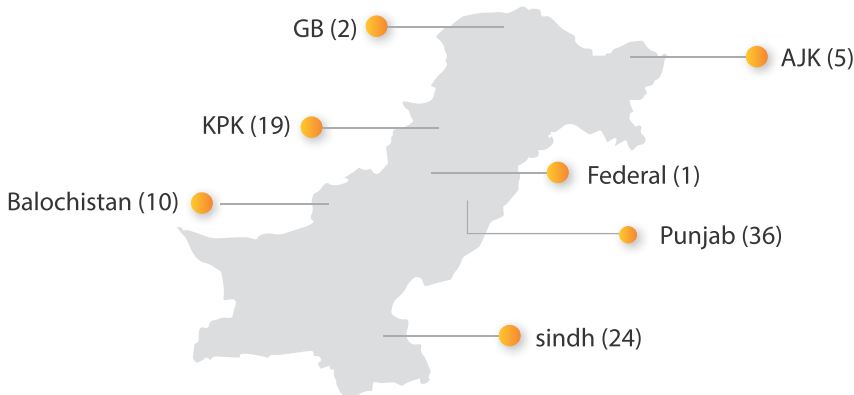 GB (2)
AJK (5)
KPK (19)
Federal (1)
Balochistan (10)
Punjab (36)
sindh (24)